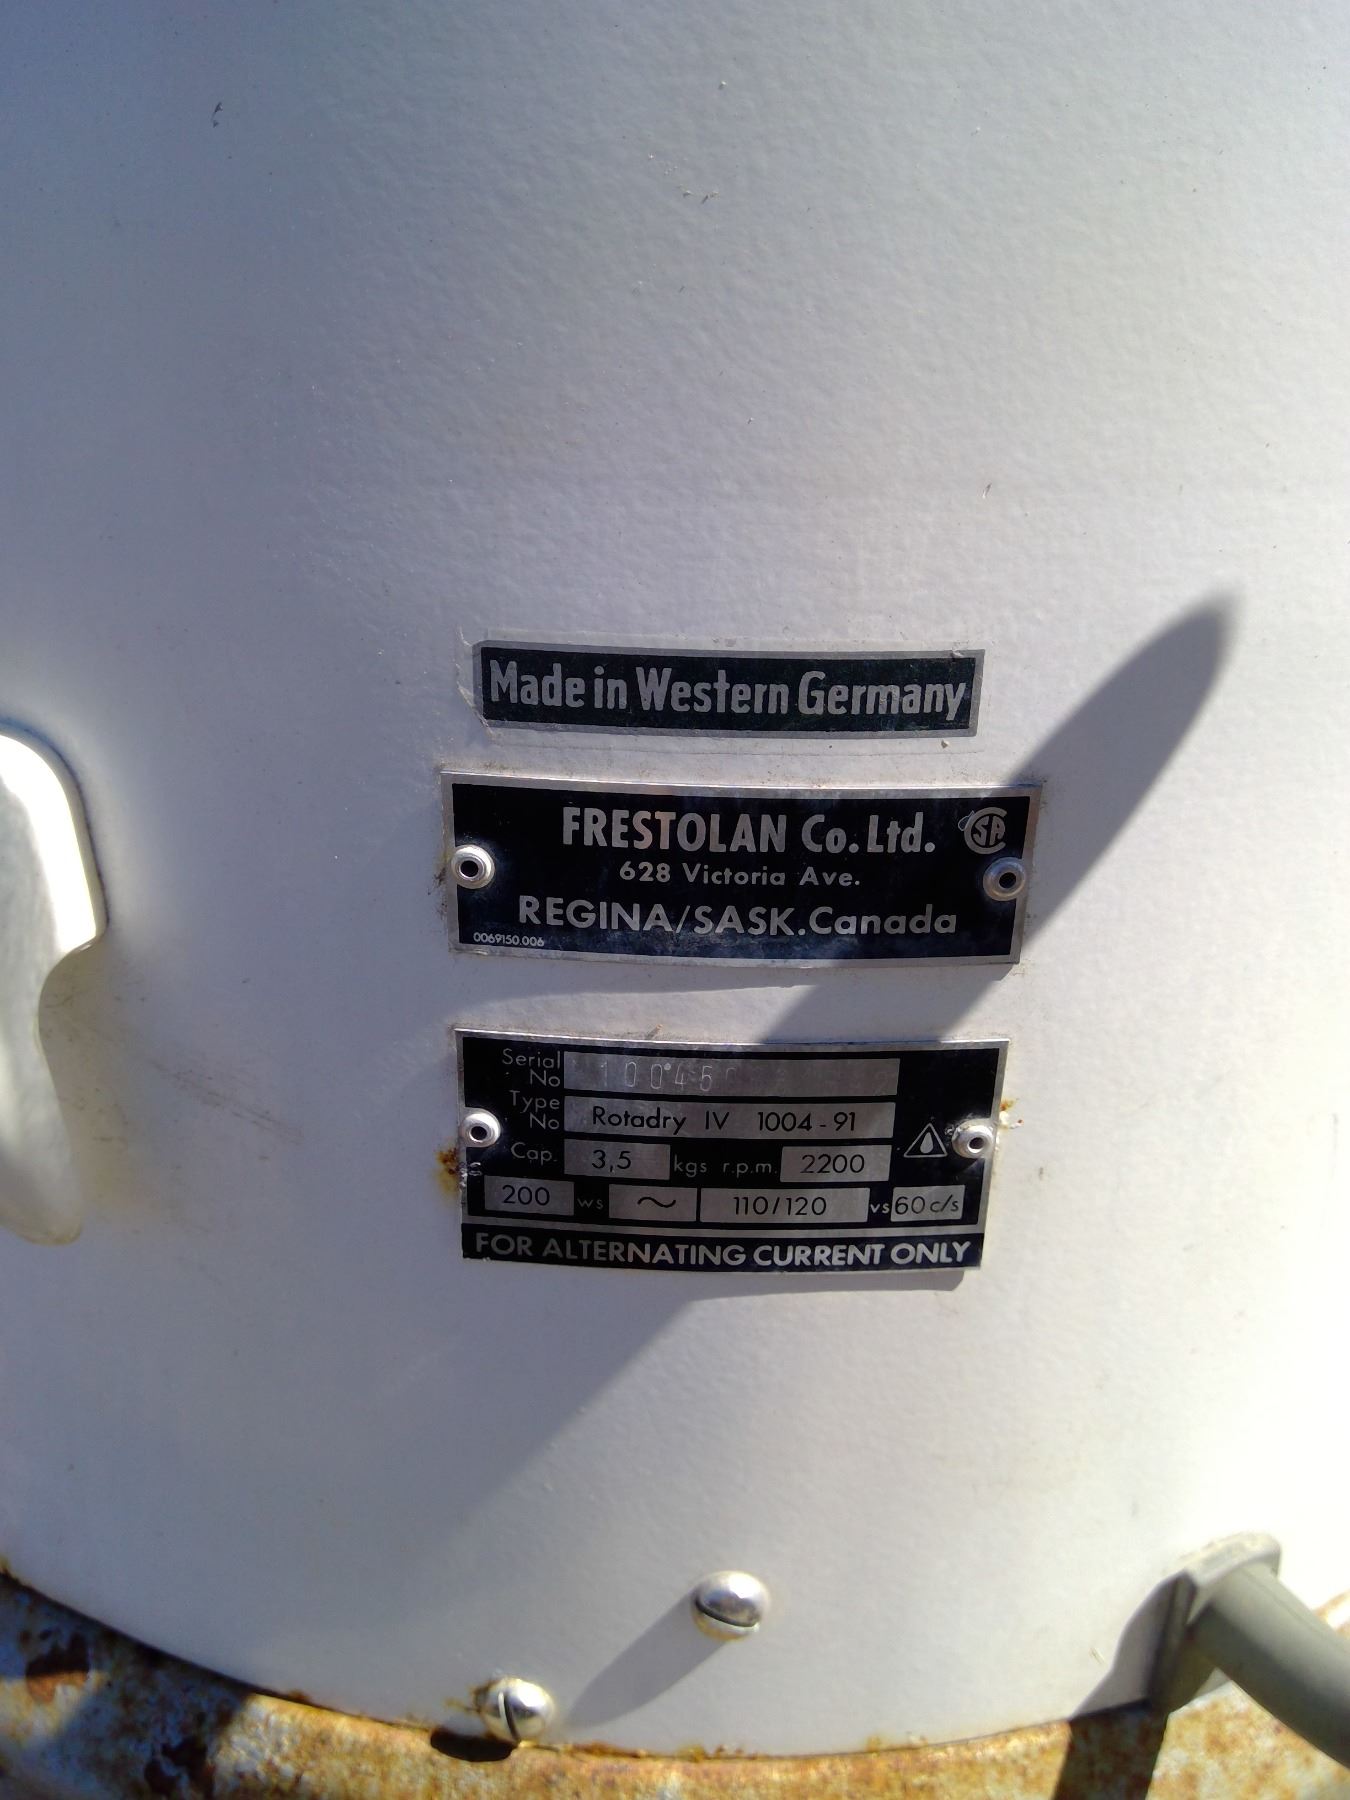 Made in Western Germany
FRESTOLAN Co. Ltd. CSA
628 Victoria Ave.
REGINA/SASK. Canada
0069150.006
Serial No
Type No Rotadry IV 1004-91
Cap. 3,5 kgs r.p.m. 2200
200 ws ~ 110/120 vs 60 c/s
FOR ALTERNATING CURRENT ONLY